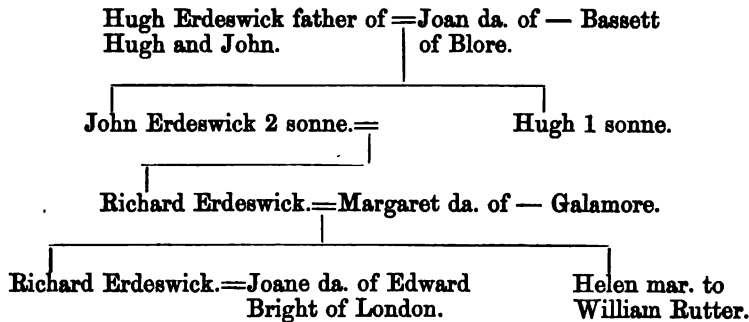 Hugh Erdeswick father of = Joan da. of — Bassett
Hugh and John. of Blore.
John Erdeswick 2 sonne. = Hugh 1 sonne.
Richard Erdeswick. = Margaret da. of — Galamore.
Richard Erdeswick. = Joane da. of Edward Helen mar. to
Bright of London. William Rutter.